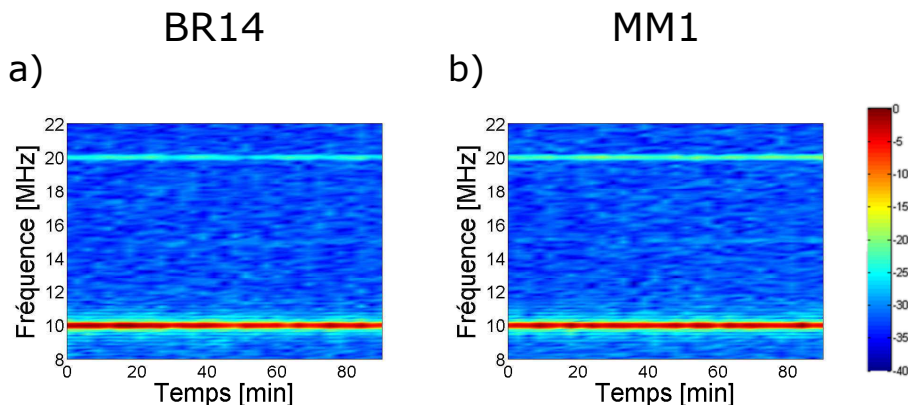 BR14 MM1
a) b)
22 22 0
20 20 -5
18 18 -10
16 16 -15
14 14 -20
12 12 -25
10 10 -30
8 8 -35
-40
Fréquence [MHz] Fréquence [MHz]
0 20 40 60 80 0 20 40 60 80
Temps [min] Temps [min]